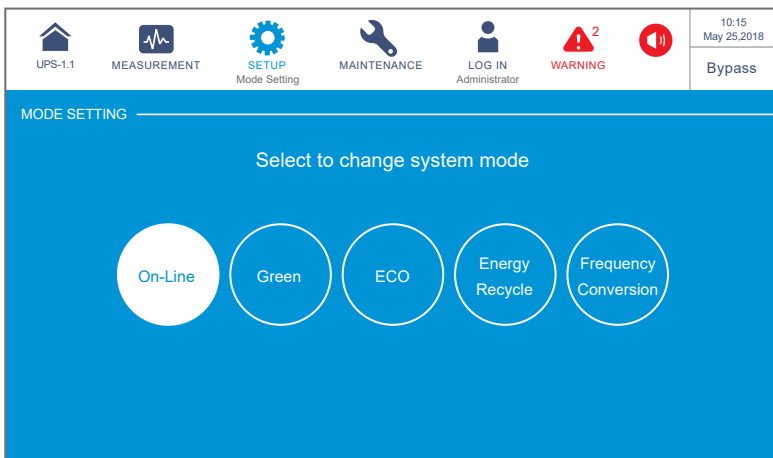 UPS-1.1
MEASUREMENT
SETUP
Mode Setting
MAINTENANCE
LOG IN
Administrator
2
WARNING
10:15
May 25,2018
Bypass
MODE SETTING
Select to change system mode
On-Line
Green
ECO
Energy
Recycle
Frequency
Conversion